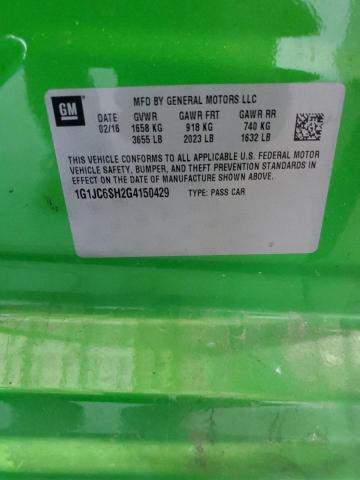 GM
MFD BY GENERAL MOTORS LLC
DATE GVWR GAWR FRT GAWR RR
02/16 1658 KG 918 KG 740 KG
3655 LB 2023 LB 1632 LB
THIS VEHICLE CONFORMS TO ALL APPLICABLE U.S. FEDERAL MOTOR
VEHICLE SAFETY, BUMPER, AND THEFT PREVENTION STANDARDS IN
EFFECT ON THE DATE OF MANUFACTURE SHOWN ABOVE.
1G1JC6SH2G4150429 TYPE: PASS CAR